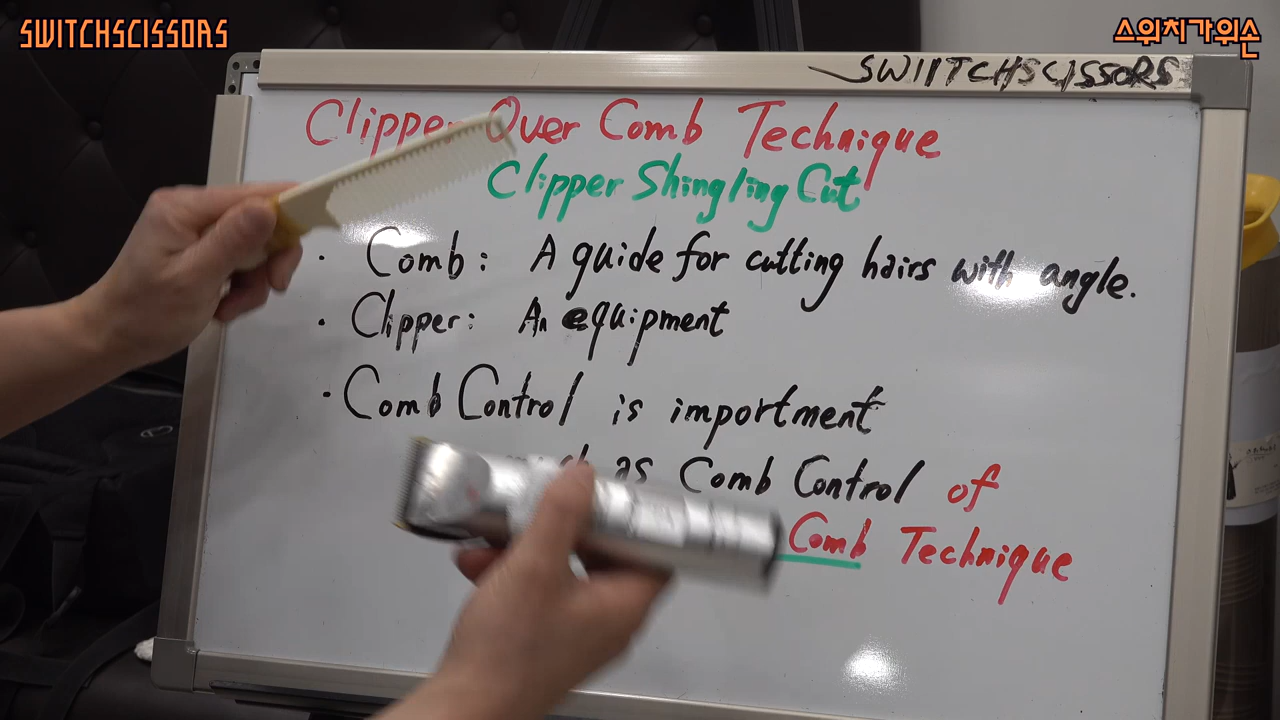 SWITCHSCISSORS
스위치가위손
SWIITCHSCISSORS
Clipper Over Comb Technique
Clipper Shingling Cut
· Comb: A guide for cutting hairs with angle.
· Clipper: An equipment
· Comb Control is importment
as Comb Control of
Comb Technique